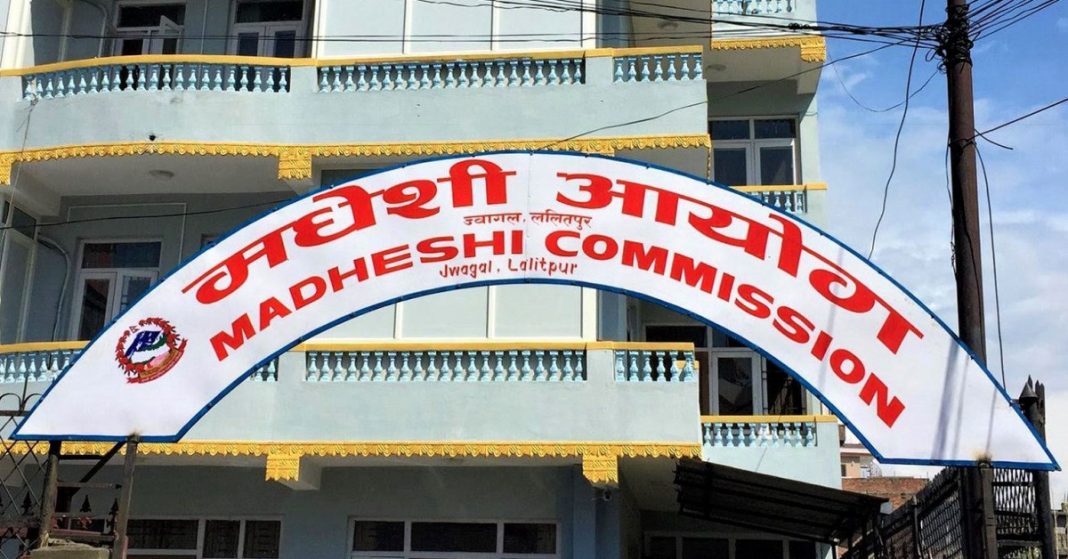 मधेशी आयोग
ज्वागल, ललितपुर
MADHESHI COMMISSION
Jwagal, Lalitpur